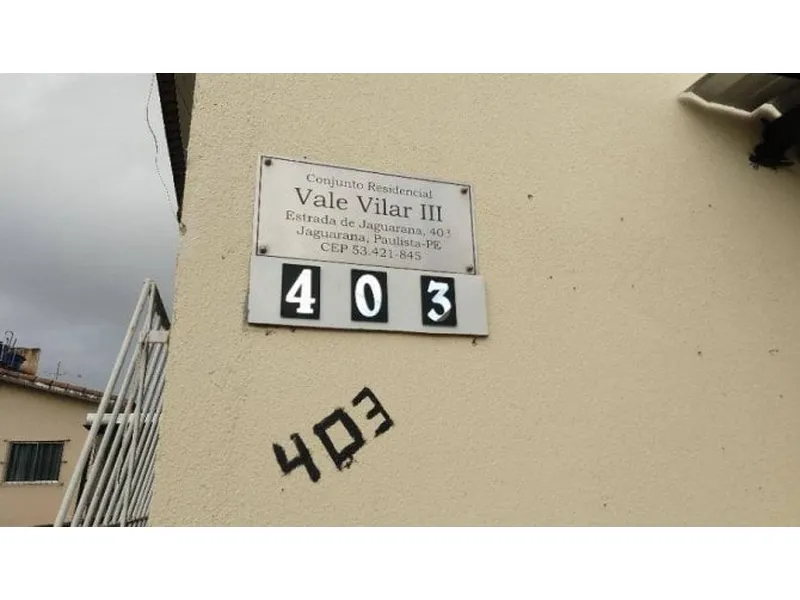 Conjunto Residencial
Vale Vilar III
Estrada de Jaguarana, 403
Jaguarana, Paulista-PE
CEP 53.421-845
403
403